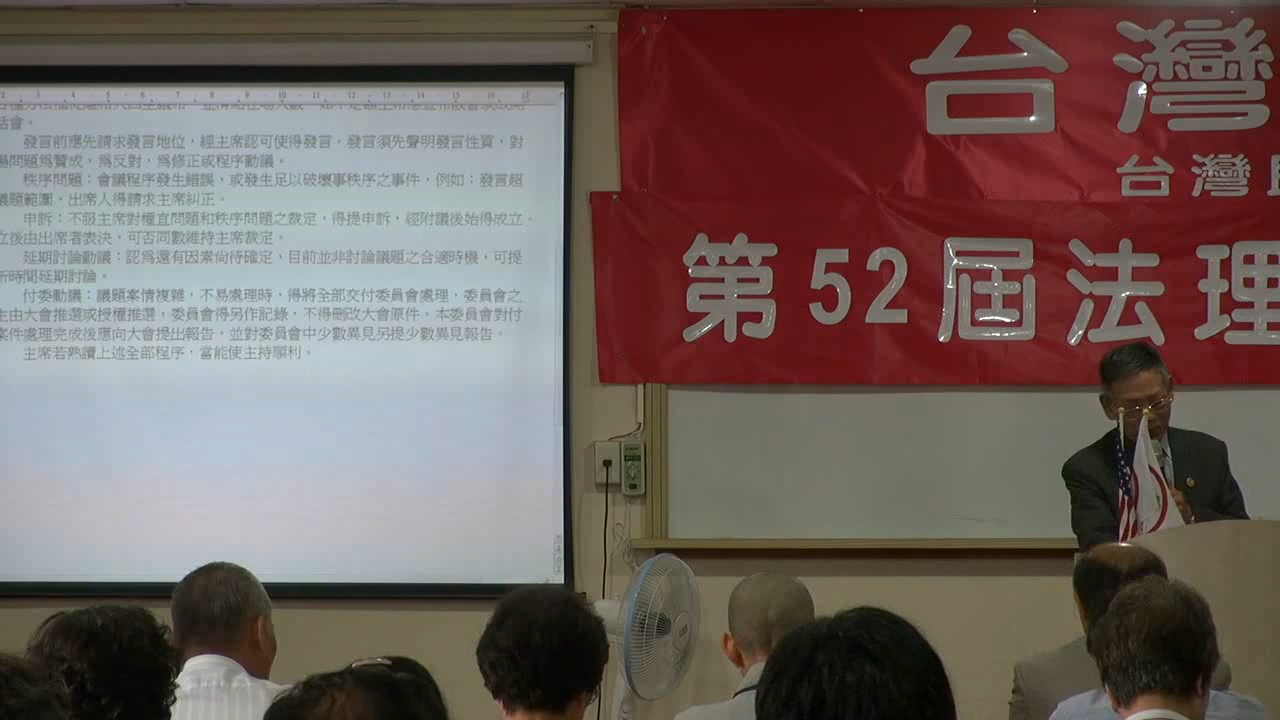 話會。
發言前應先請求發言地位，經主席認可使得發言。發言須先聲明發言性質，對
問題為贊成，為反對，為修正或程序動議。
秩序問題：會議程序發生錯誤，或發生足以破壞事秩序之事件，例如：發言超
議題範圍，出席人得請求主席糾正。
申訴：不服主席對權宜問題和秩序問題之裁定，得提申訴，經附議後始得成立。
立後由出席者表決，可否同數維持主席裁定。
延期討論動議：認為還有因素尚待確定，目前並非討論議題之合適時機，可提
時間延期討論。
付委動議：議題案情複雜，不易處理時，得將全部交付委員會處理，委員會之
由大會推選或授權推選，委員會得另作記錄，不得刪改大會原件。本委員會對付
案件處理完成後應向大會提出報告，並對委員會中少數異見另提少數異見報告。
主席若熟讀上述全部程序，當能使主持順利。
台灣
台灣
第52屆法理